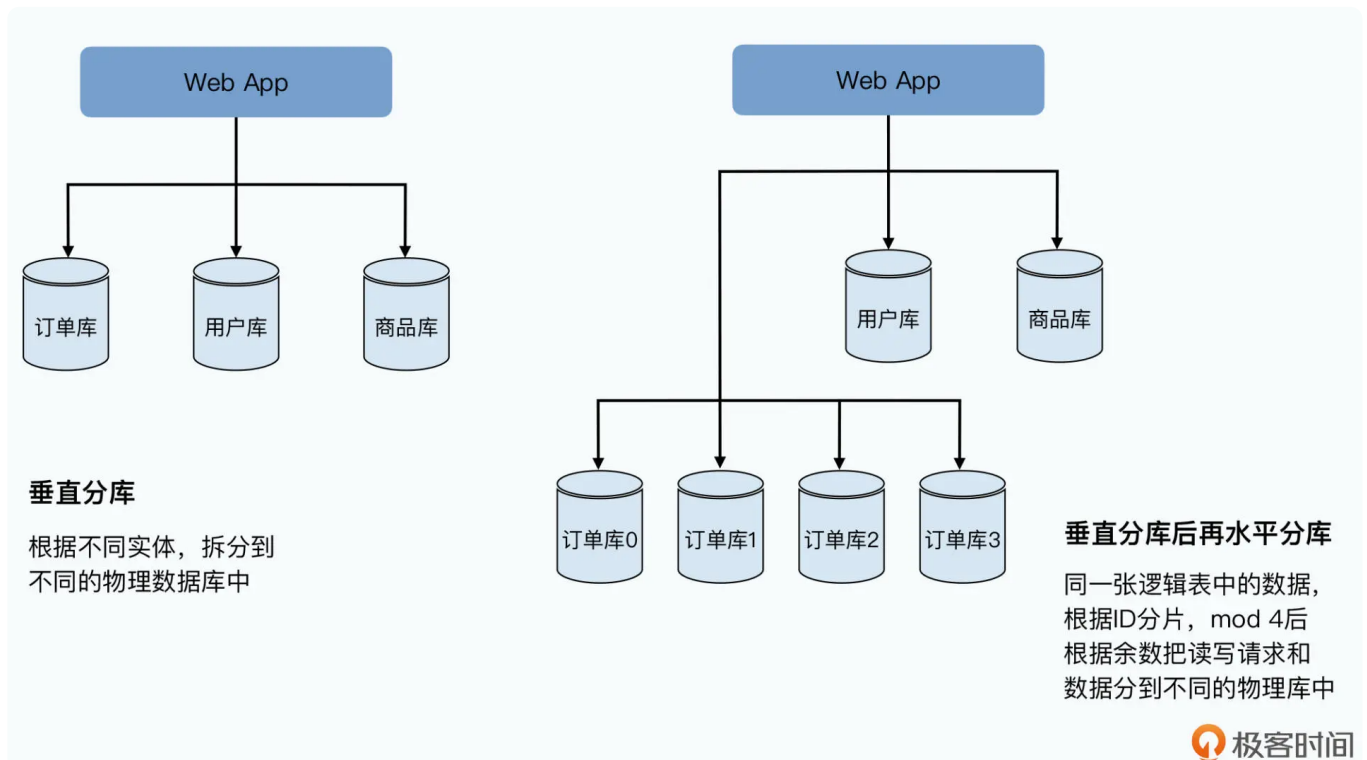 Web App
订单库
用户库
商品库
垂直分库
根据不同实体，拆分到
不同的物理数据库中
Web App
用户库
商品库
订单库0
订单库1
订单库2
订单库3
垂直分库后再水平分库
同一张逻辑表中的数据，
根据ID分片，mod 4后
根据余数把读写请求和
数据分到不同的物理库中
极客时间